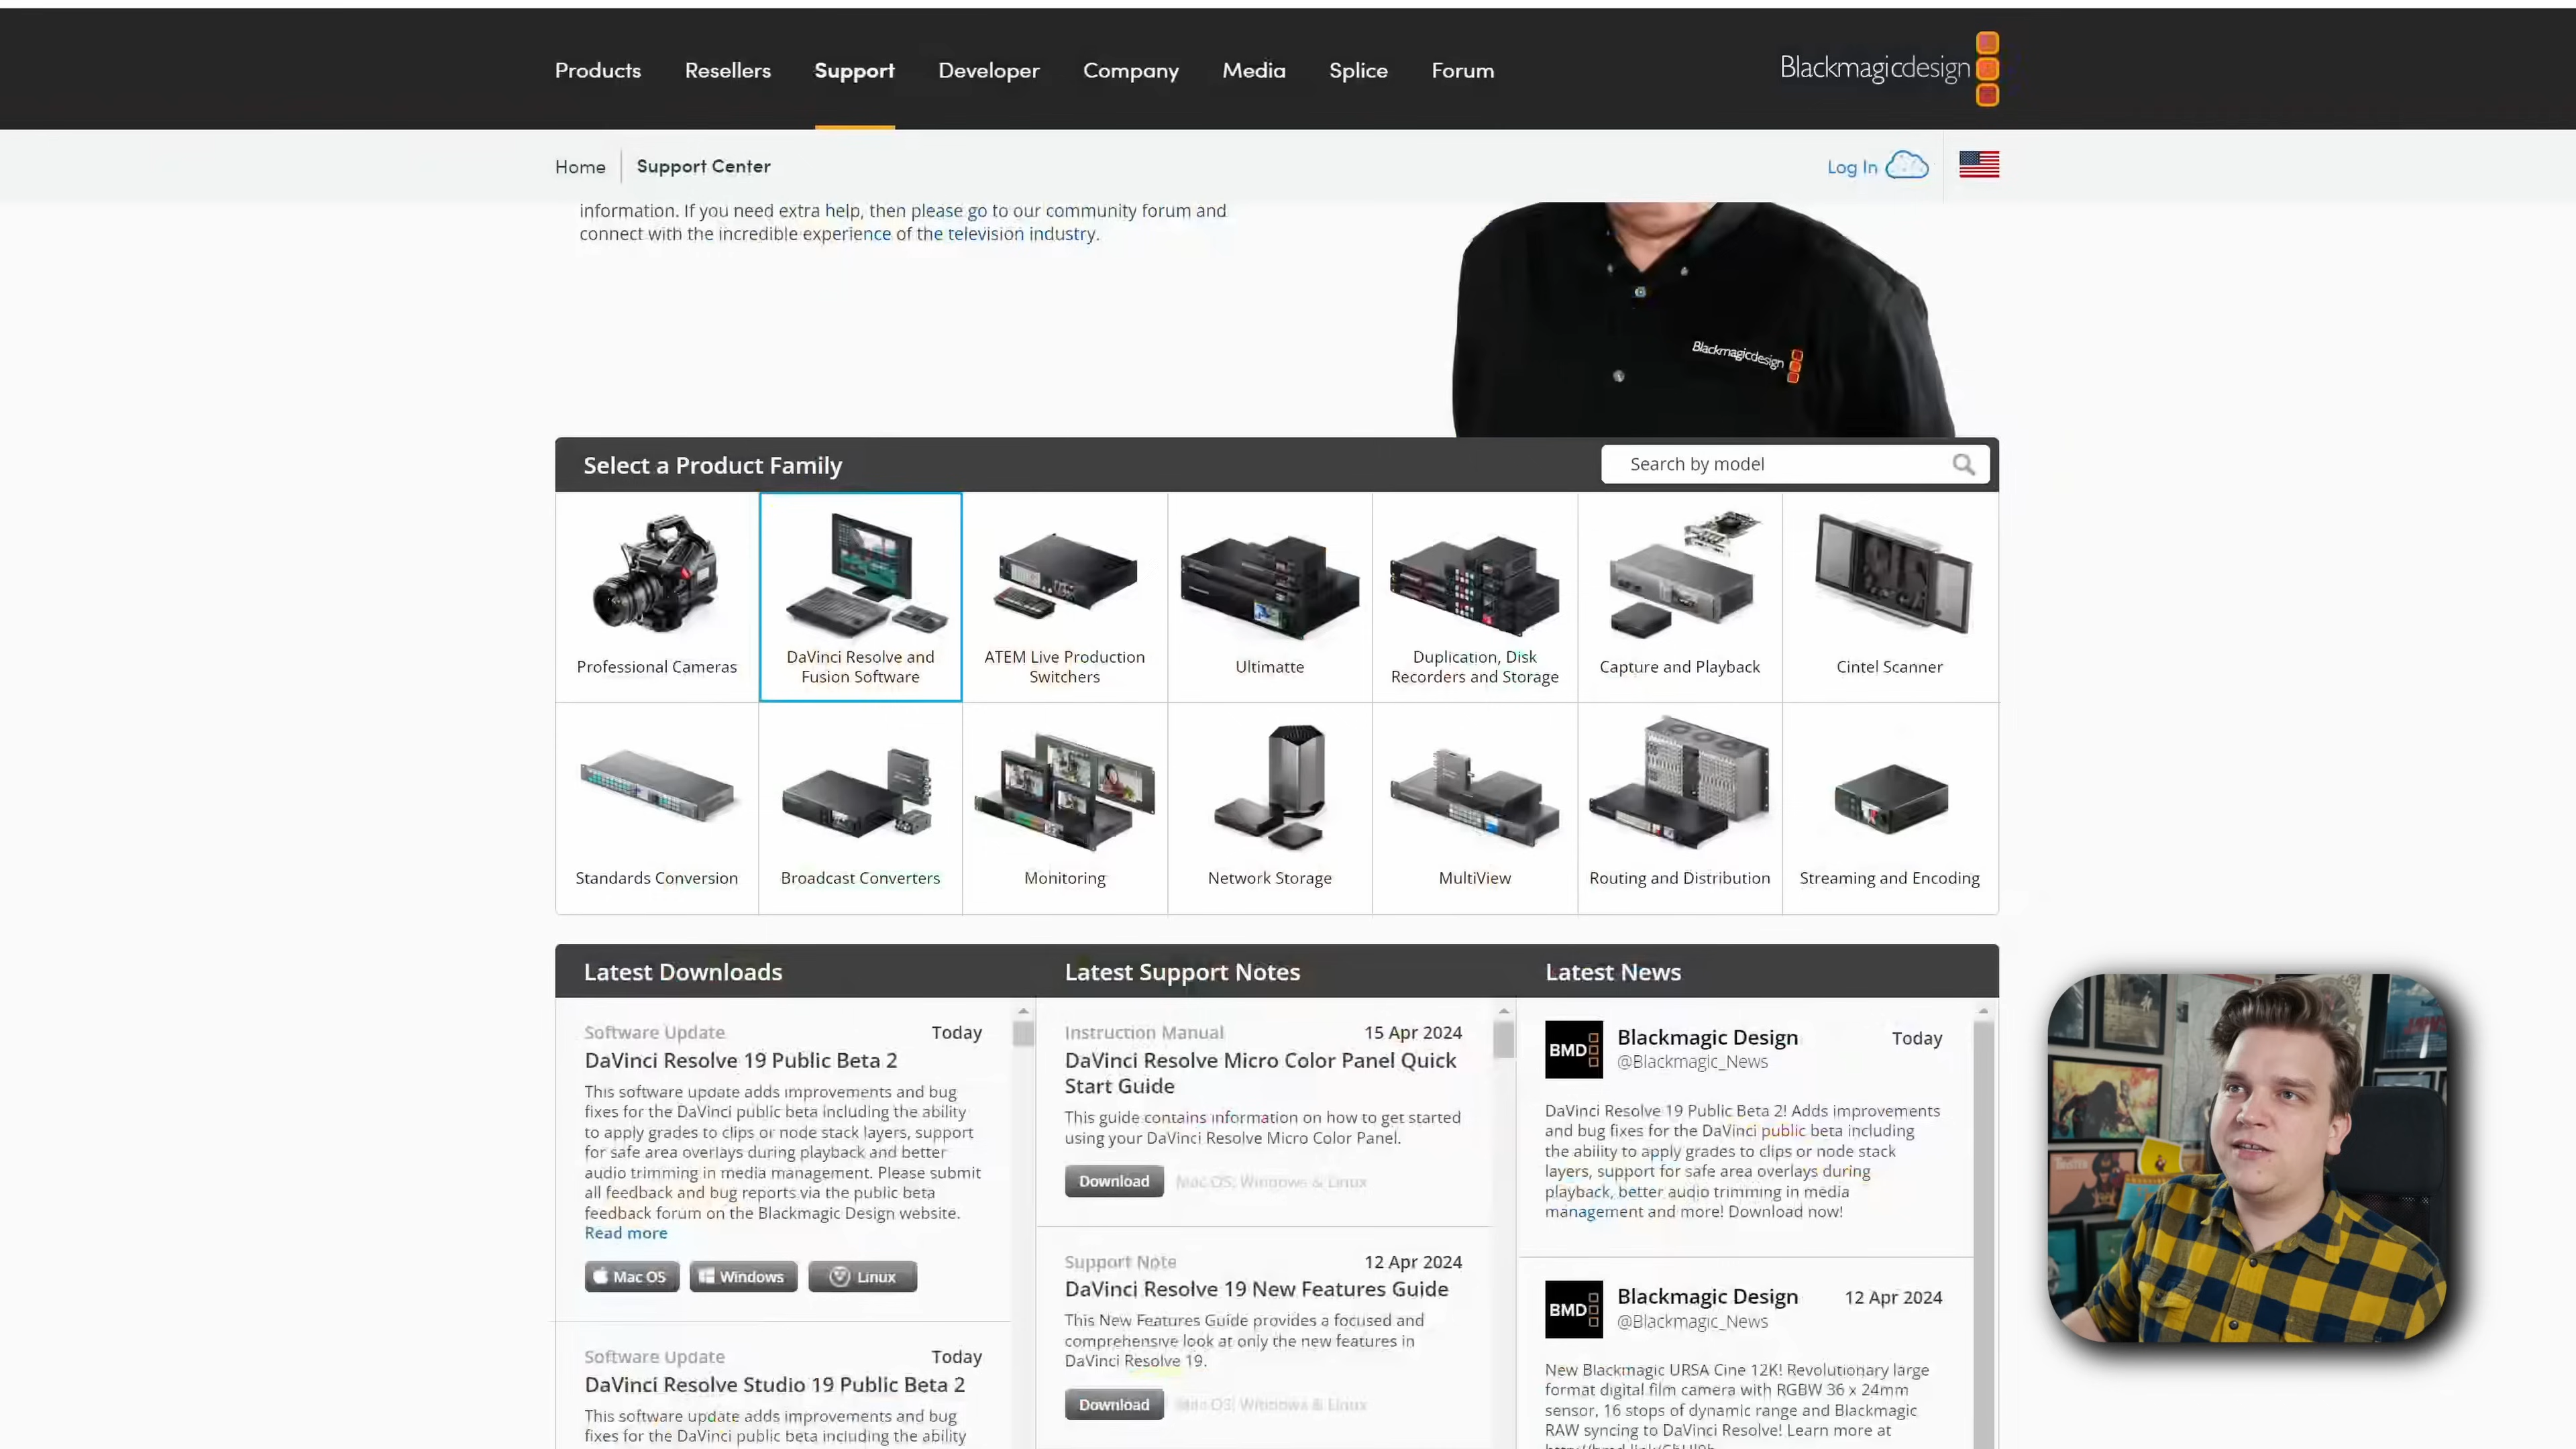 Products Resellers Support Developer Company Media Splice Forum
Blackmagicdesign
Home Support Center
Log In
information. If you need extra help, then please go to our community forum and
connect with the incredible experience of the television industry.
Blackmagicdesign
Select a Product Family
Search by model
Professional Cameras
DaVinci Resolve and
Fusion Software
ATEM Live Production
Switchers
Ultimatte
Duplication, Disk
Recorders and Storage
Capture and Playback
Cintel Scanner
Standards Conversion
Broadcast Converters
Monitoring
Network Storage
MultiView
Routing and Distribution
Streaming and Encoding
Latest Downloads
Software Update Today
DaVinci Resolve 19 Public Beta 2
This software update adds improvements and bug
fixes for the DaVinci public beta including the ability
to apply grades to clips or node stack layers, support
for safe area overlays during playback and better
audio trimming in media management. Please submit
all feedback and bug reports via the public beta
feedback forum on the Blackmagic Design website.
Read more
Mac OS Windows Linux
Software Update Today
DaVinci Resolve Studio 19 Public Beta 2
This software update adds improvements and bug
fixes for the DaVinci public beta including the ability
Latest Support Notes
Instruction Manual 15 Apr 2024
DaVinci Resolve Micro Color Panel Quick
Start Guide
This guide contains information on how to get started
using your DaVinci Resolve Micro Color Panel.
Download Mac OS, Windows & Linux
Support Note 12 Apr 2024
DaVinci Resolve 19 New Features Guide
This New Features Guide provides a focused and
comprehensive look at only the new features in
DaVinci Resolve 19.
Download Mac OS, Windows & Linux
Latest News
BMD
Blackmagic Design Today
@Blackmagic_News
DaVinci Resolve 19 Public Beta 2! Adds improvements
and bug fixes for the DaVinci public beta including
the ability to apply grades to clips or node stack
layers, support for safe area overlays during
playback, better audio trimming in media
management and more! Download now!
BMD
Blackmagic Design 12 Apr 2024
@Blackmagic_News
New Blackmagic URSA Cine 12K! Revolutionary large
format digital film camera with RGBW 36 x 24mm
sensor, 16 stops of dynamic range and Blackmagic
RAW syncing to DaVinci Resolve! Learn more at